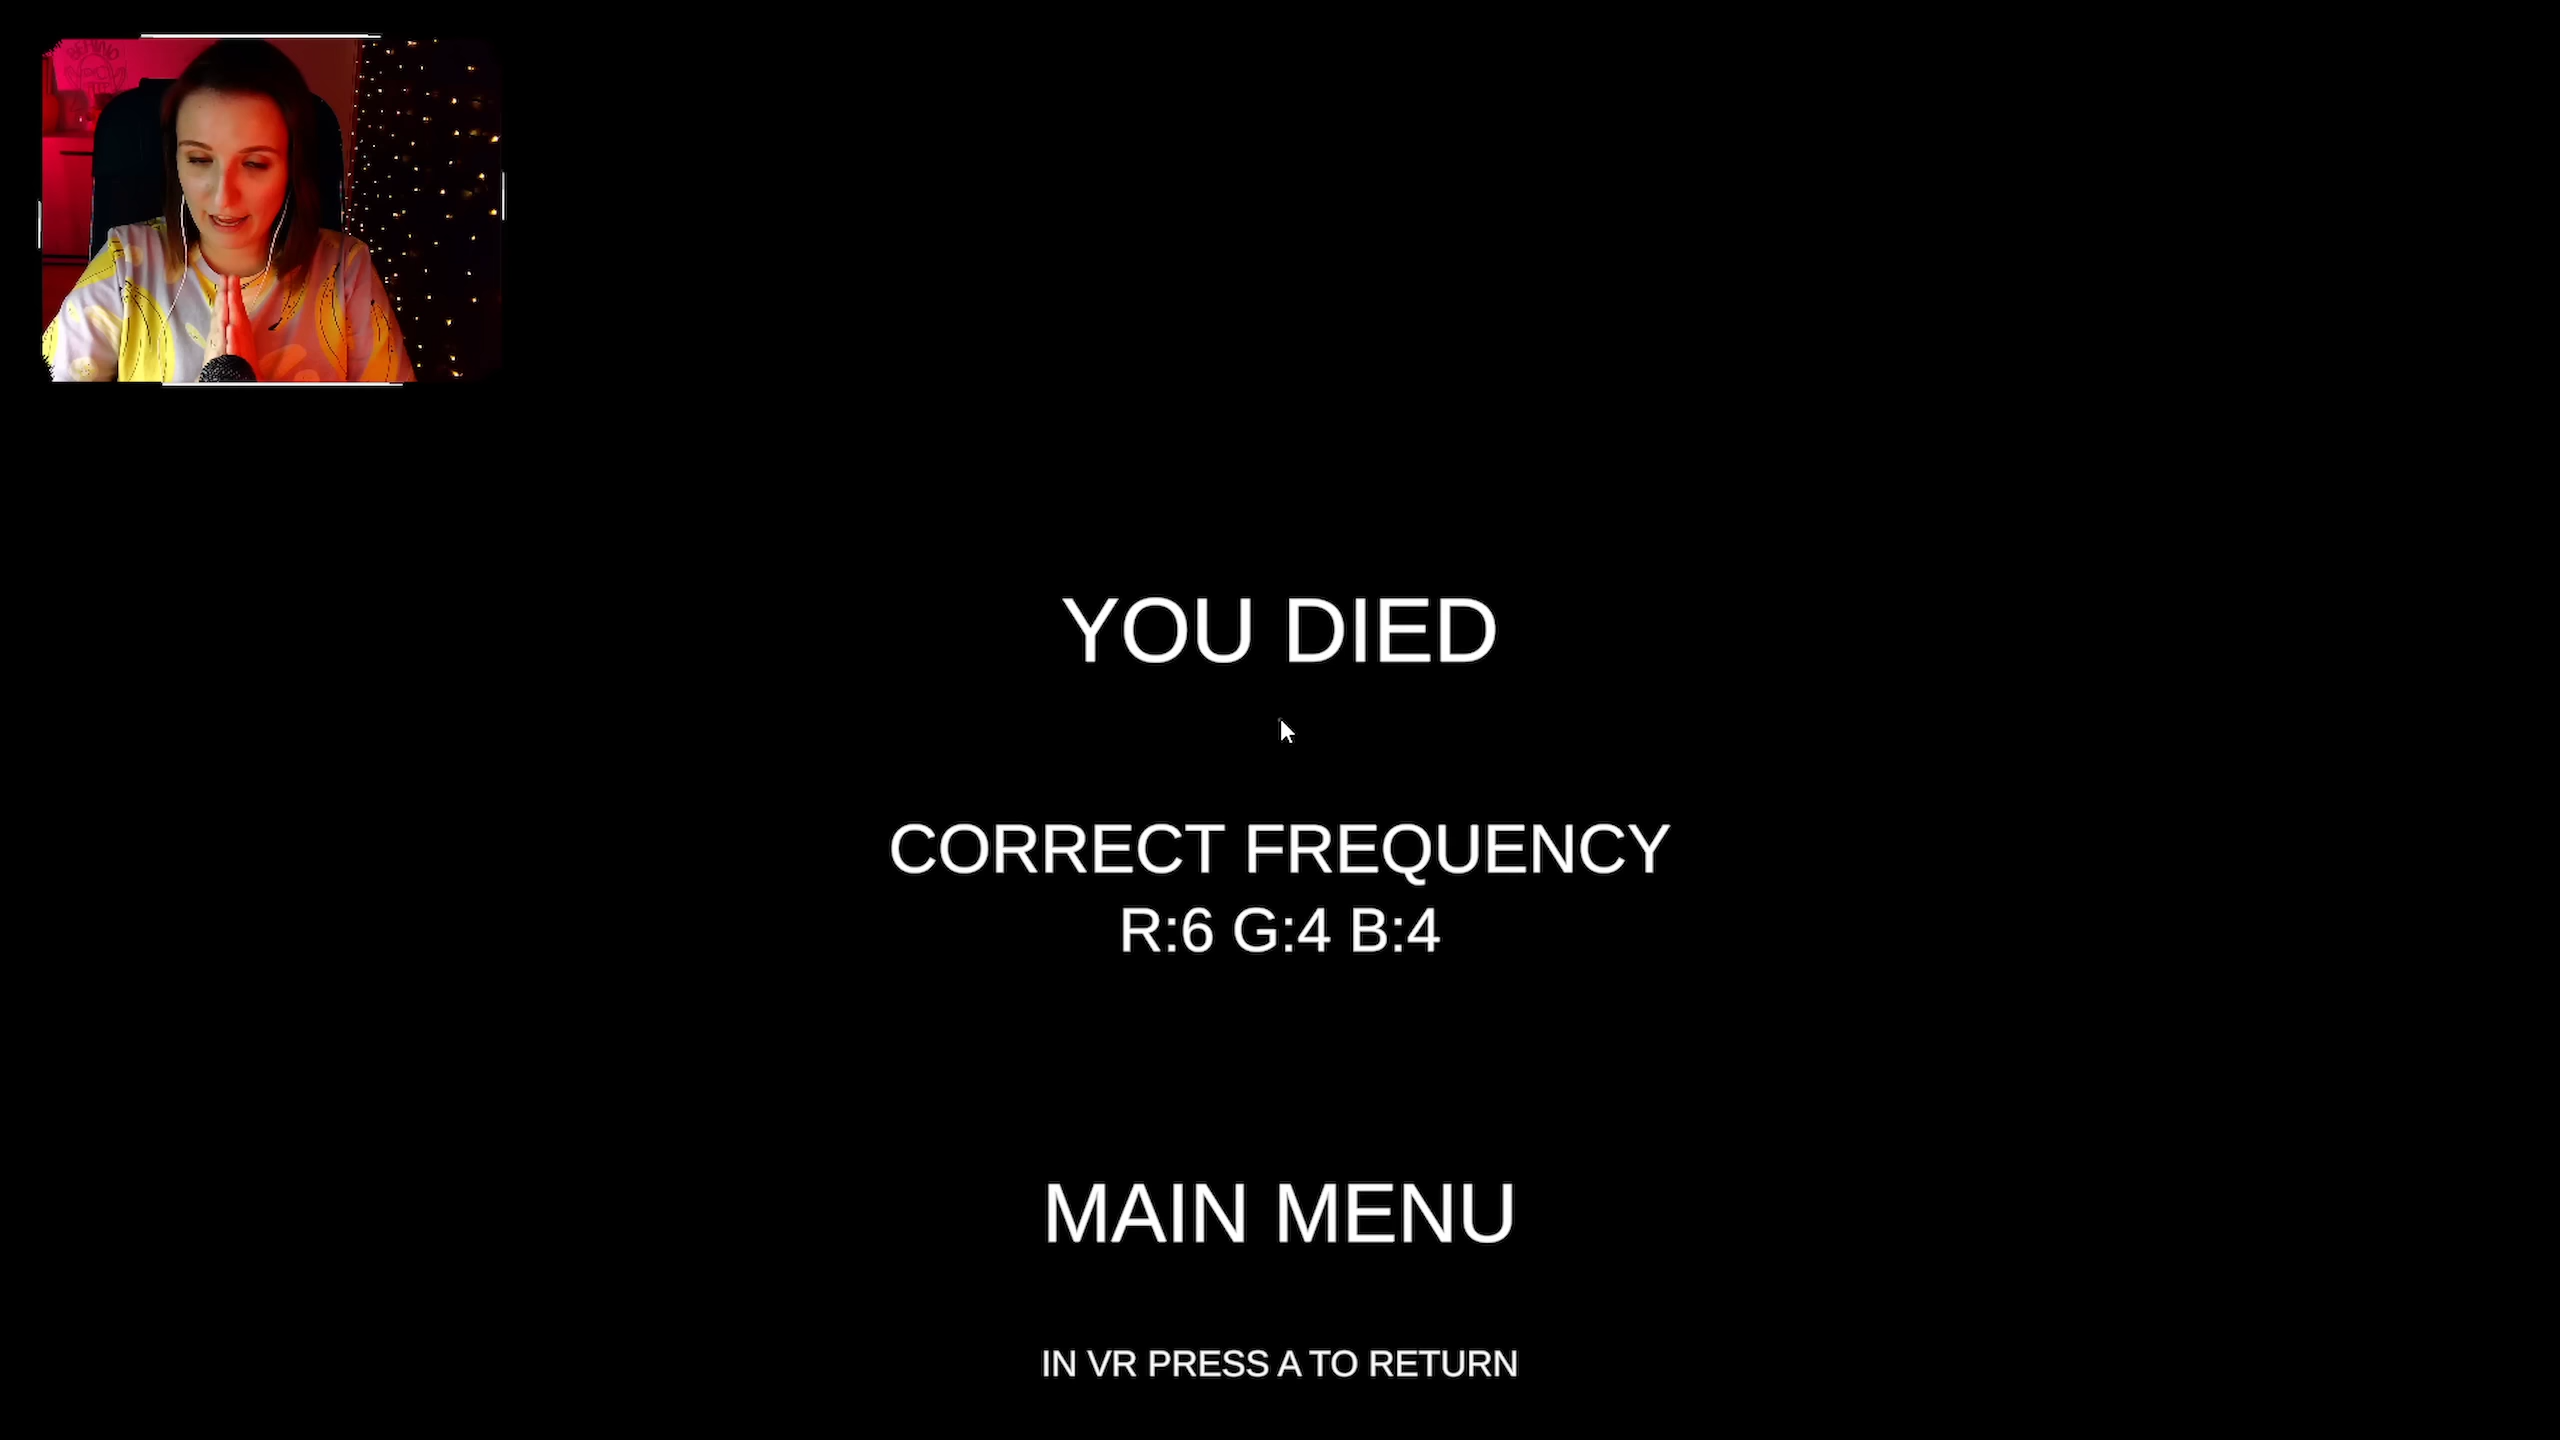 YOU DIED
CORRECT FREQUENCY
R:6 G:4 B:4
MAIN MENU
IN VR PRESS A TO RETURN